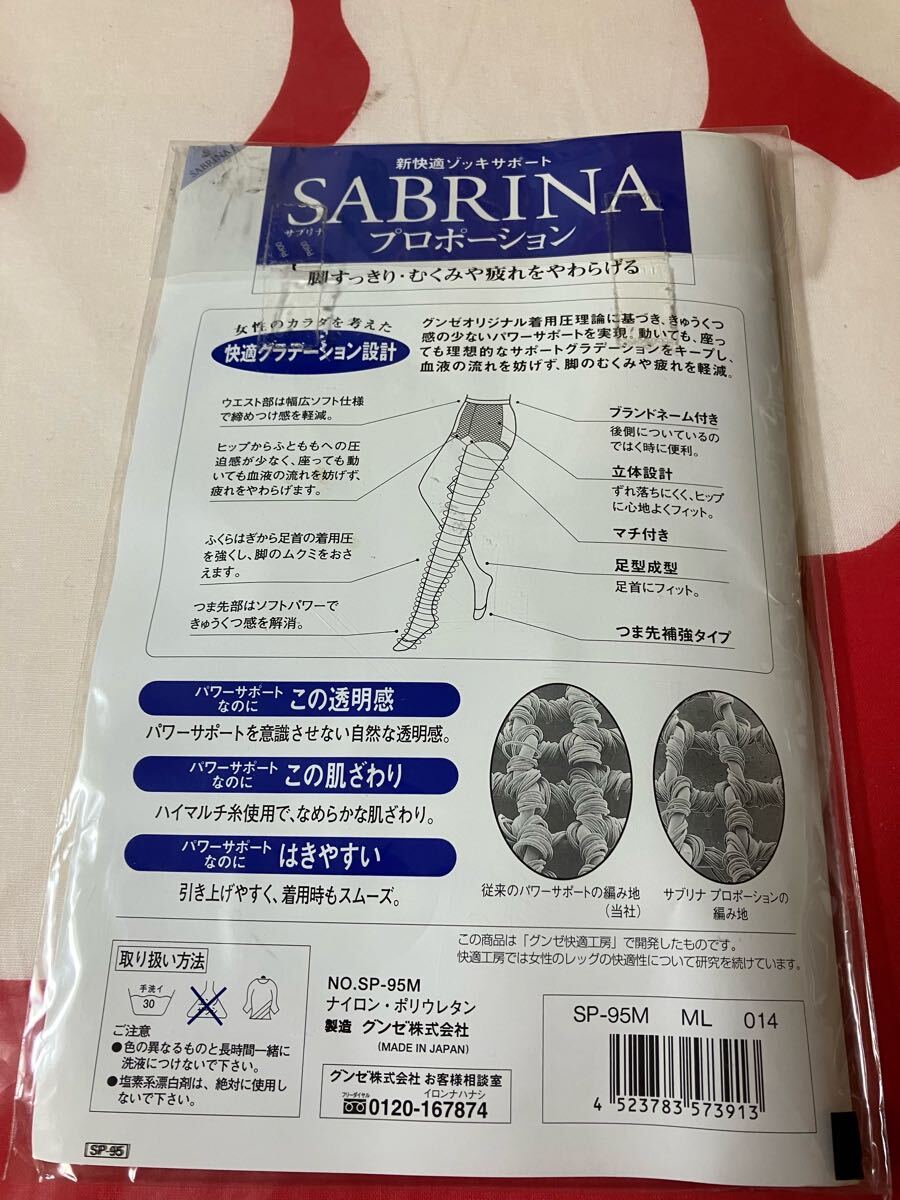 SABRINA
新快適ゾッキサポート
SABRINA
サブリナ
プロポーション
脚すっきり・むくみや疲れをやわらげる
女性のカラダを考えた
快適グラデーション設計
グンゼオリジナル着用圧理論に基づき、きゅうくつ
感の少ないパワーサポートを実現。動いても、座っ
ても理想的なサポートグラデーションをキープし、
血液の流れを妨げず、脚のむくみや疲れを軽減。
ウエスト部は幅広ソフト仕様
で締めつけ感を軽減。
ヒップからふとももへの圧
迫感が少なく、座っても動
いても血液の流れを妨げず、
疲れをやわらげます。
ふくらはぎから足首の着用圧
を強くし、脚のムクミをおさ
えます。
つま先部はソフトパワーで
きゅうくつ感を解消。
ブランドネーム付き
後側についているの
ではく時に便利。
立体設計
ずれ落ちにくく、ヒップ
に心地よくフィット。
マチ付き
足型成型
足首にフィット。
つま先補強タイプ
パワーサポート
なのに この透明感
パワーサポートを意識させない自然な透明感。
パワーサポート
なのに この肌ざわり
ハイマルチ糸使用で、なめらかな肌ざわり。
パワーサポート
なのに はきやすい
引き上げやすく、着用時もスムーズ。
従来のパワーサポートの編み地
(当社)
サブリナ プロポーションの
編み地
この商品は「グンゼ快適工房」で開発したものです。
快適工房では女性のレッグの快適性について研究を続けています。
取り扱い方法
手洗イ
30
ご注意
●色の異なるものと長時間一緒に
洗液につけないで下さい。
●塩素系漂白剤は、絶対に使用し
ないで下さい。
NO.SP-95M
ナイロン・ポリウレタン
製造 グンゼ株式会社
(MADE IN JAPAN)
グンゼ株式会社 お客様相談室
イロンナハナシ
フリーダイヤル
0120-167874
SP-95M ML 014
4 523783 573913
SP-95